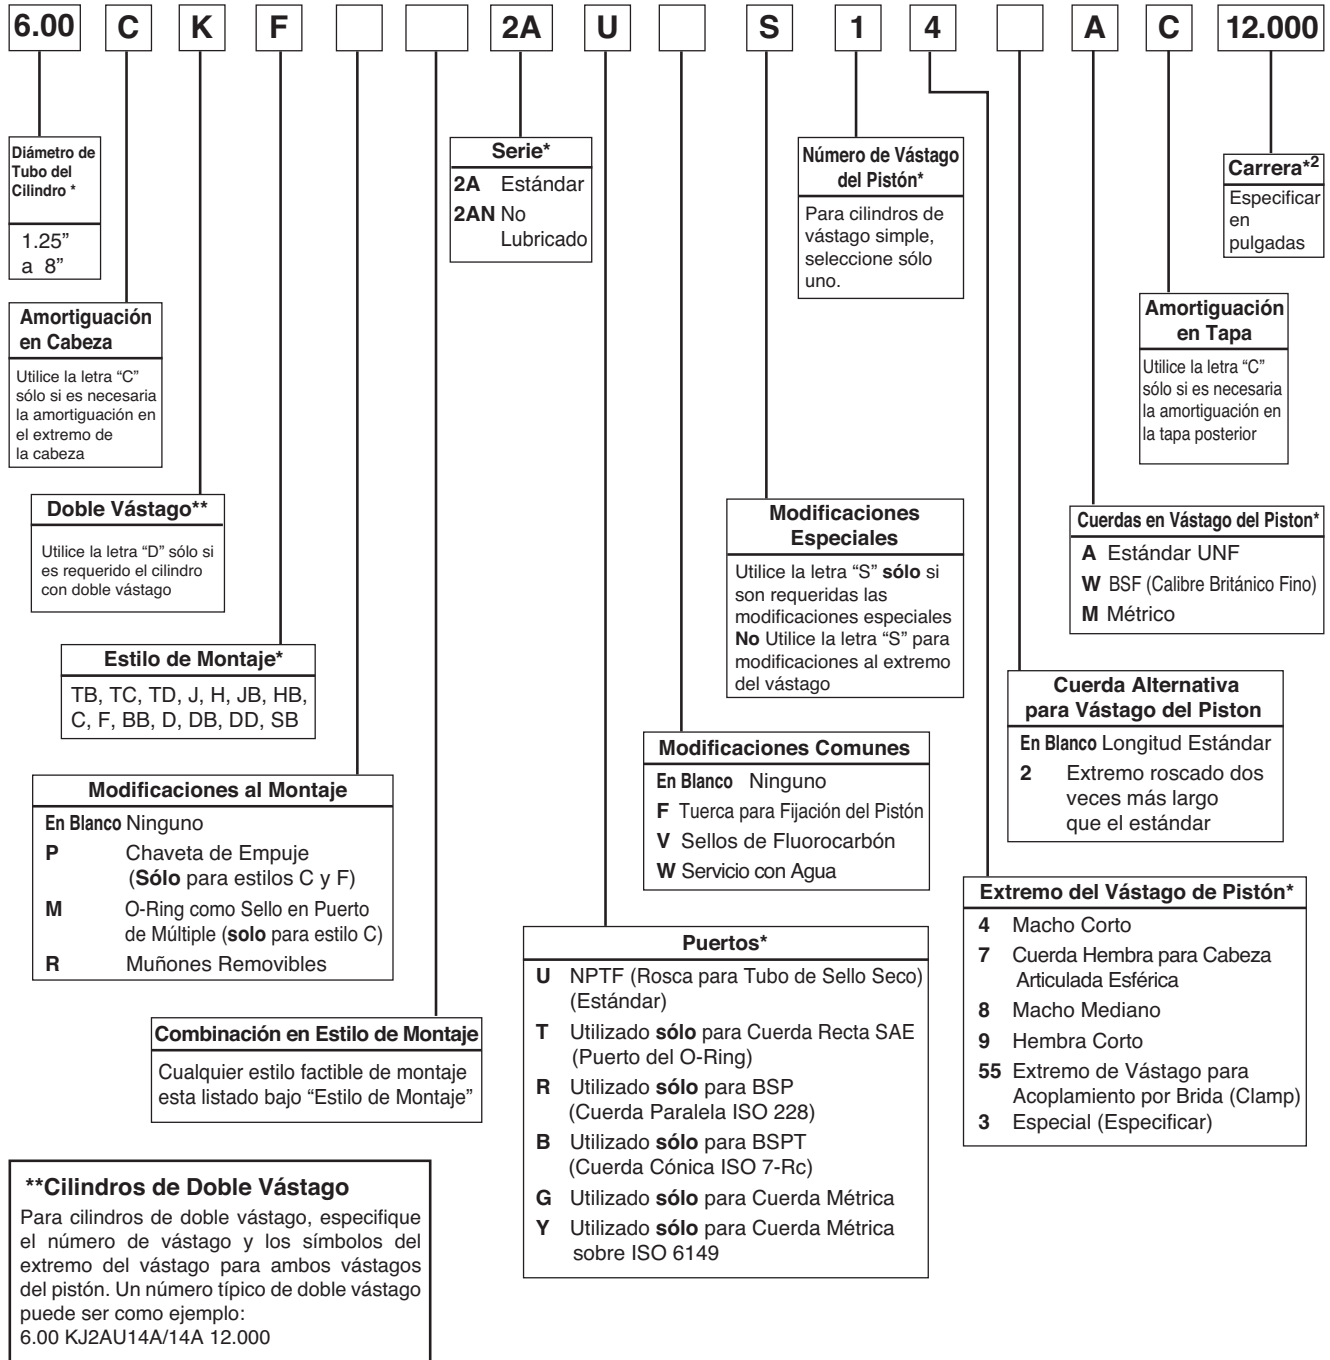 6.00 C K F 2A U S 1 4 A C 12.000
Diámetro de
Tubo del
Cilindro *
1.25”
a 8”
Serie*
2A Estándar
2AN No
Lubricado
Número de Vástago
del Pistón*
Para cilindros de
vástago simple,
seleccione sólo
uno.
Carrera*2
Especificar
en
pulgadas
Amortiguación
en Cabeza
Utilice la letra “C”
sólo si es necesaria
la amortiguación en
el extremo de
la cabeza
Amortiguación
en Tapa
Utilice la letra “C”
sólo si es necesaria
la amortiguación en
la tapa posterior
Doble Vástago**
Utilice la letra “D” sólo si
es requerido el cilindro
con doble vástago
Modificaciones
Especiales
Utilice la letra “S” sólo si
son requeridas las
modificaciones especiales
No Utilice la letra “S” para
modificaciones al extremo
del vástago
Cuerdas en Vástago del Piston*
A Estándar UNF
W BSF (Calibre Británico Fino)
M Métrico
Estilo de Montaje*
TB, TC, TD, J, H, JB, HB,
C, F, BB, D, DB, DD, SB
Cuerda Alternativa
para Vástago del Piston
En Blanco Longitud Estándar
2 Extremo roscado dos
veces más largo
que el estándar
Modificaciones Comunes
En Blanco Ninguno
F Tuerca para Fijación del Pistón
V Sellos de Fluorocarbón
W Servicio con Agua
Modificaciones al Montaje
En Blanco Ninguno
P Chaveta de Empuje
(Sólo para estilos C y F)
M O-Ring como Sello en Puerto
de Múltiple (solo para estilo C)
R Muñones Removibles
Extremo del Vástago de Pistón*
4 Macho Corto
7 Cuerda Hembra para Cabeza
Articulada Esférica
8 Macho Mediano
9 Hembra Corto
55 Extremo de Vástago para
Acoplamiento por Brida (Clamp)
3 Especial (Especificar)
Puertos*
U NPTF (Rosca para Tubo de Sello Seco)
(Estándar)
T Utilizado sólo para Cuerda Recta SAE
(Puerto del O-Ring)
R Utilizado sólo para BSP
(Cuerda Paralela ISO 228)
B Utilizado sólo para BSPT
(Cuerda Cónica ISO 7-Rc)
G Utilizado sólo para Cuerda Métrica
Y Utilizado sólo para Cuerda Métrica
sobre ISO 6149
Combinación en Estilo de Montaje
Cualquier estilo factible de montaje
esta listado bajo “Estilo de Montaje”
**Cilindros de Doble Vástago
Para cilindros de doble vástago, especifique
el número de vástago y los símbolos del
extremo del vástago para ambos vástagos
del pistón. Un número típico de doble vástago
puede ser como ejemplo:
6.00 KJ2AU14A/14A 12.000